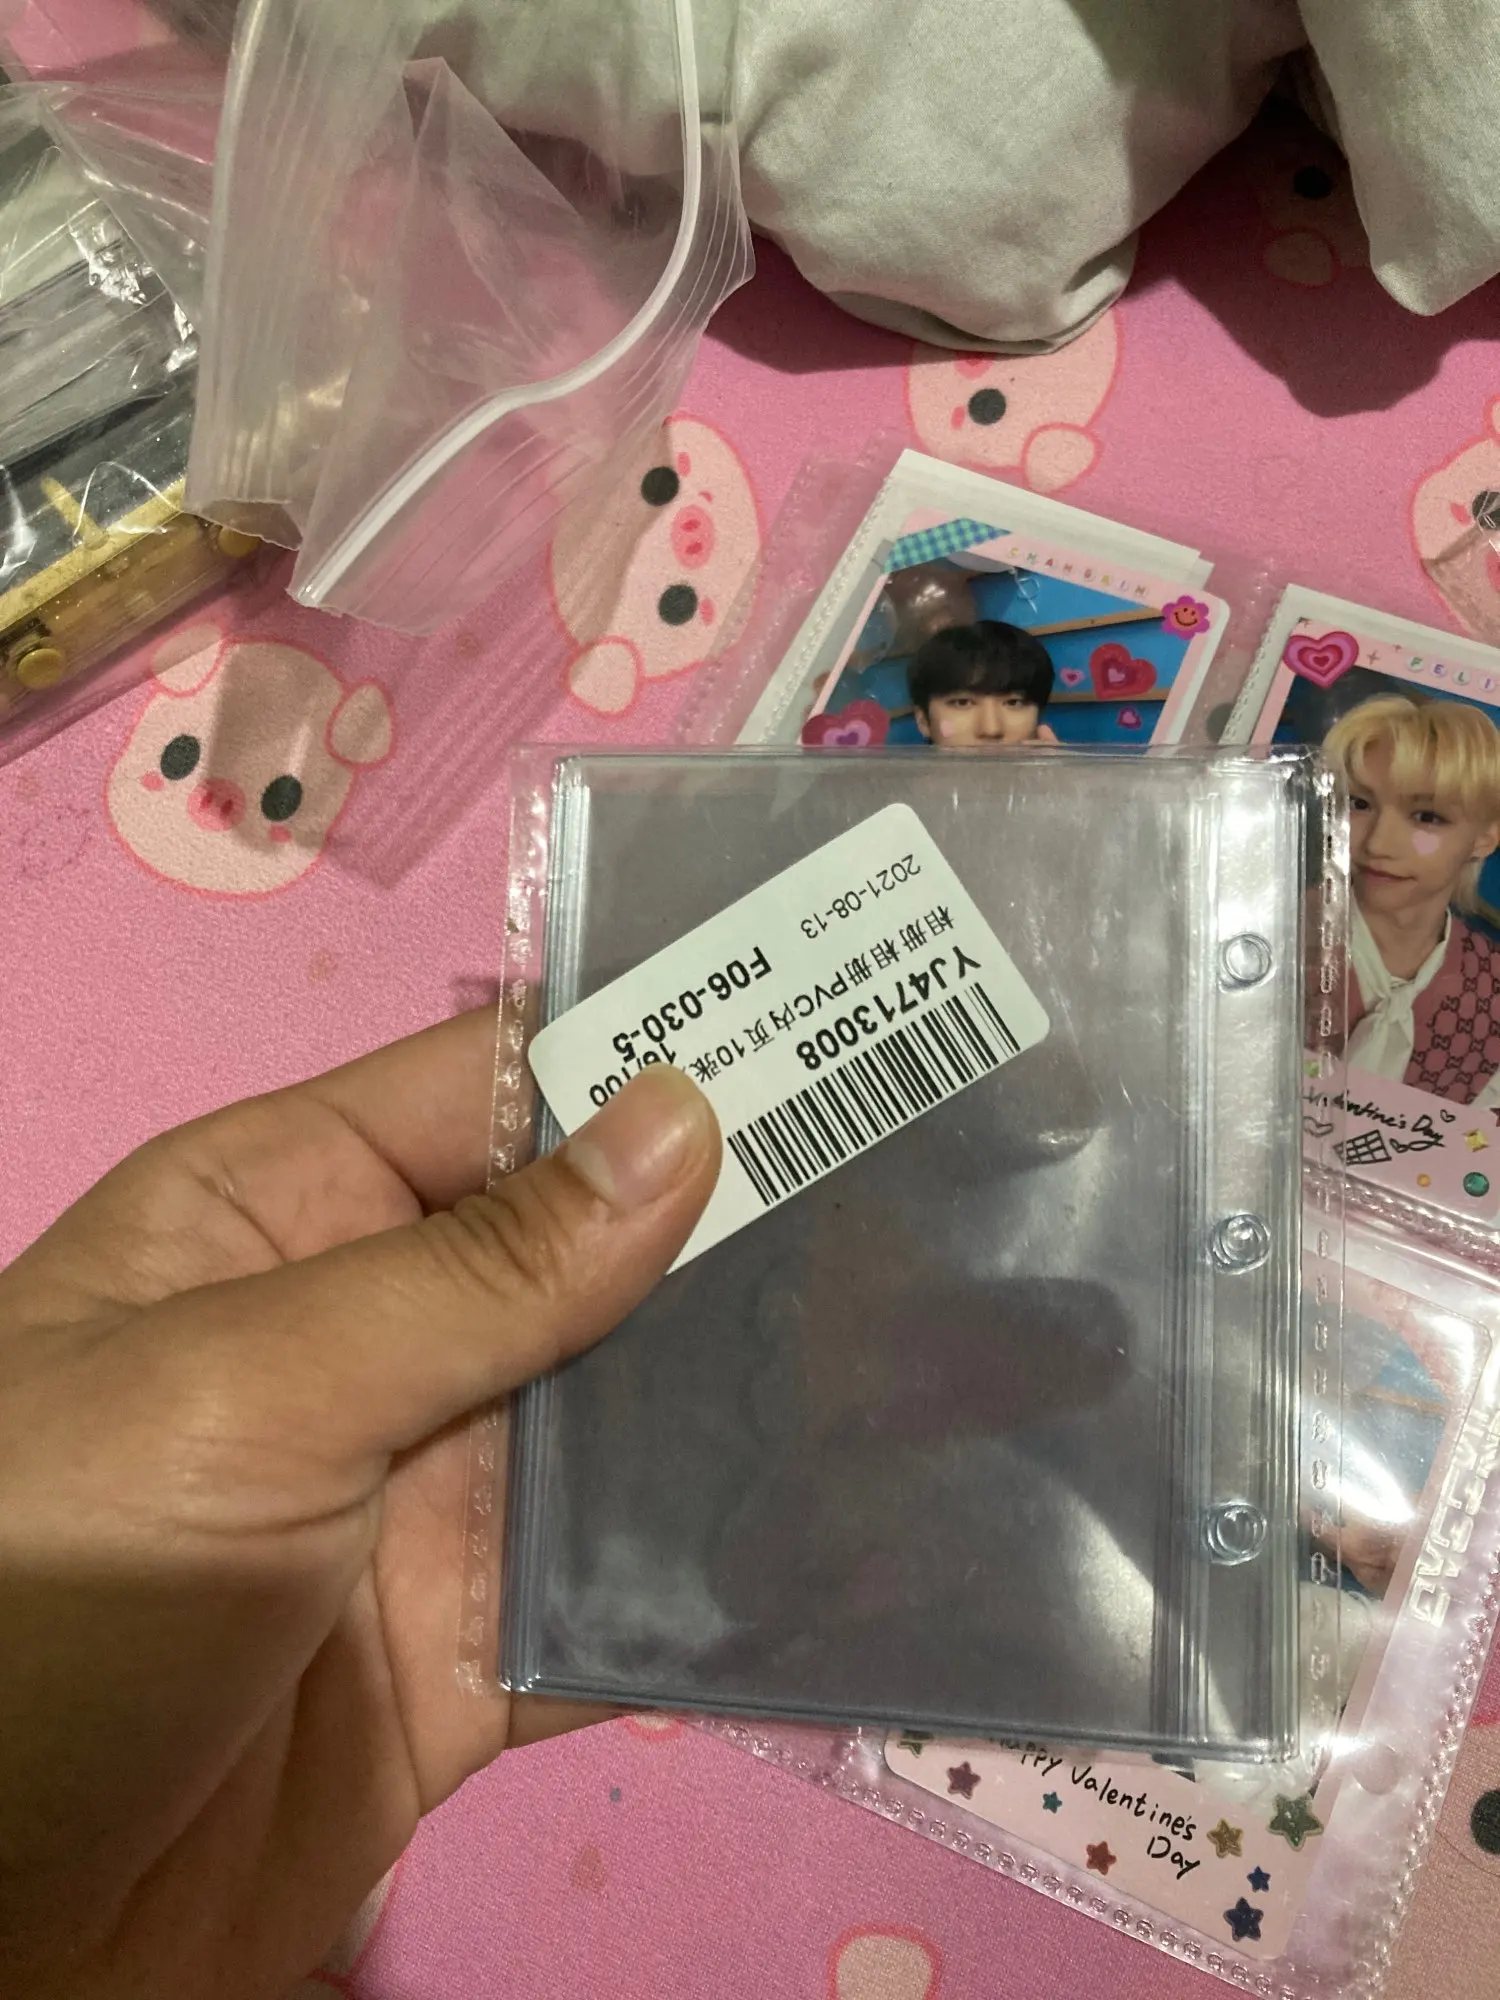 YJ4713008
相册相册PVC内页10张
F06-030-5
2021-08-13
CHANGBIN
FELI
Valentine's Day
Happy Valentine's
Day